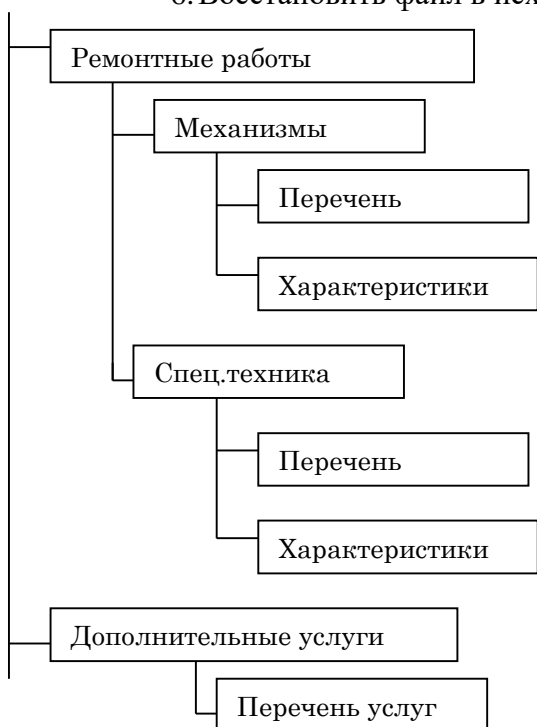 Ремонтные работы
Механизмы
Перечень
Характеристики
Спец.техника
Перечень
Характеристики
Дополнительные услуги
Перечень услуг